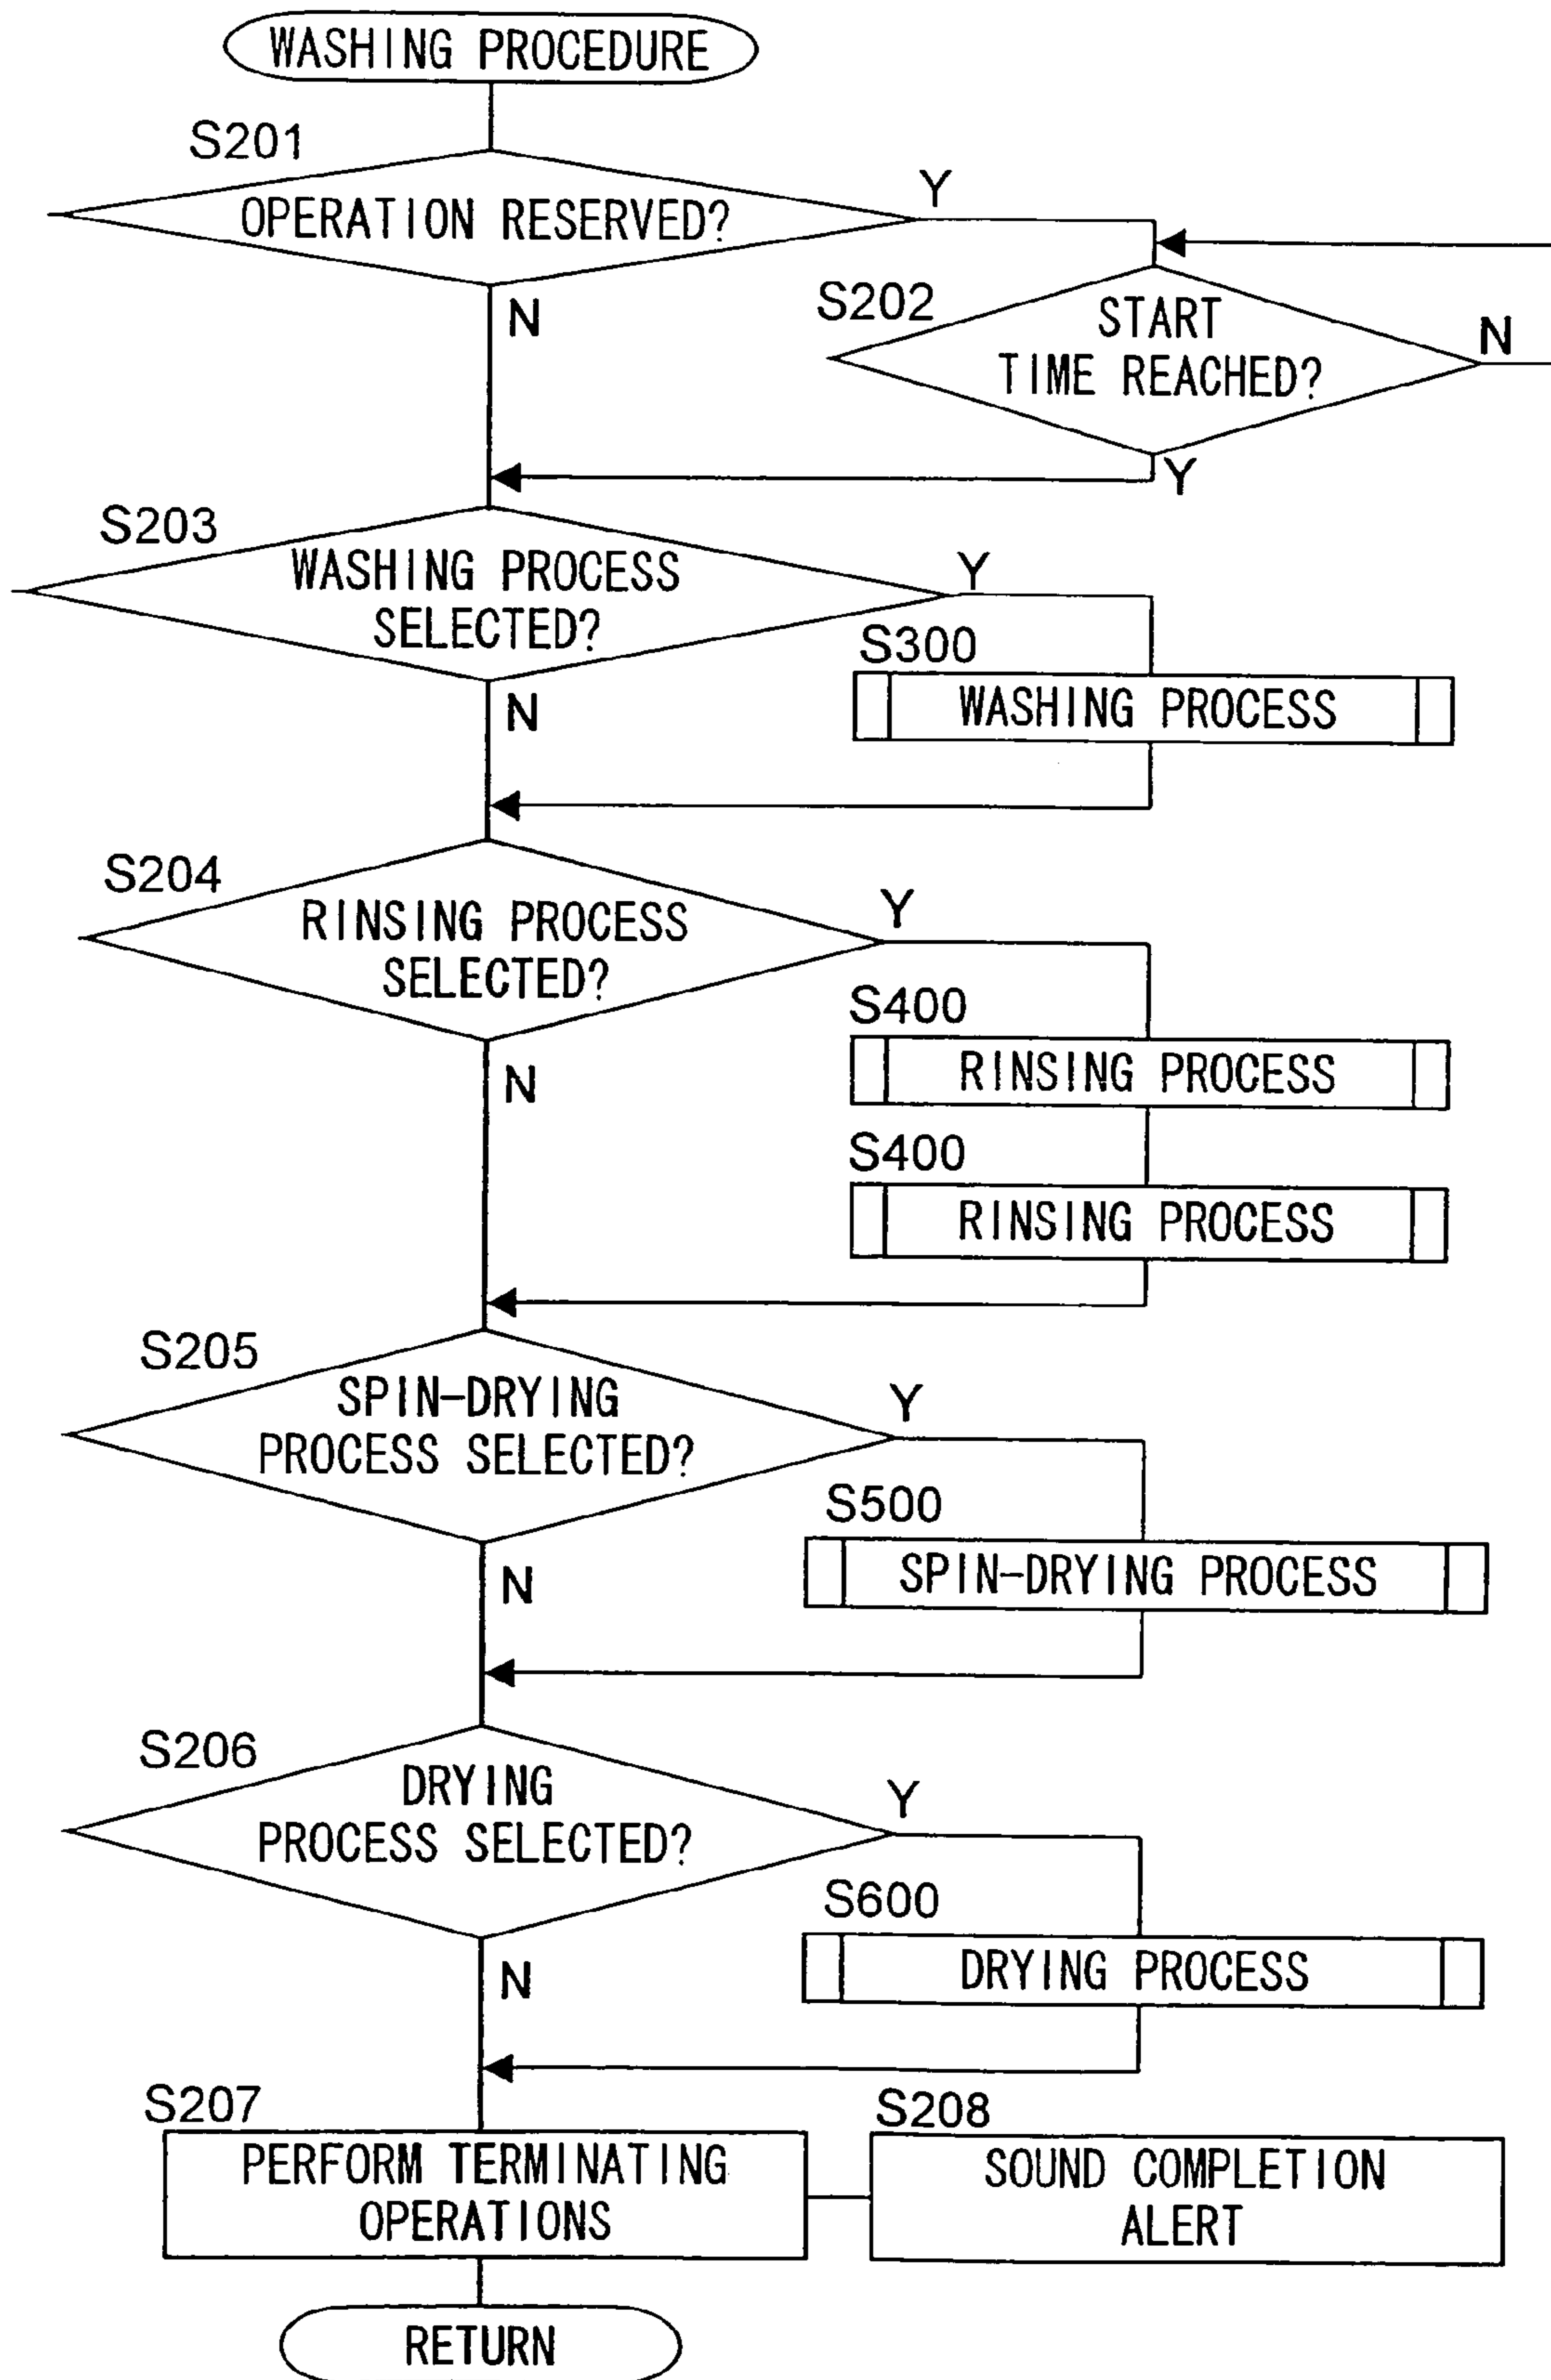 WASHING PROCEDURE
S201
OPERATION RESERVED?
Y
N
S202
START
TIME REACHED?
N
Y
S203
WASHING PROCESS
SELECTED?
Y
N
S300
WASHING PROCESS
S204
RINSING PROCESS
SELECTED?
Y
N
S400
RINSING PROCESS
S400
RINSING PROCESS
S205
SPIN-DRYING
PROCESS SELECTED?
Y
N
S500
SPIN-DRYING PROCESS
S206
DRYING
PROCESS SELECTED?
Y
N
S600
DRYING PROCESS
S207
PERFORM TERMINATING
OPERATIONS
S208
SOUND COMPLETION
ALERT
RETURN